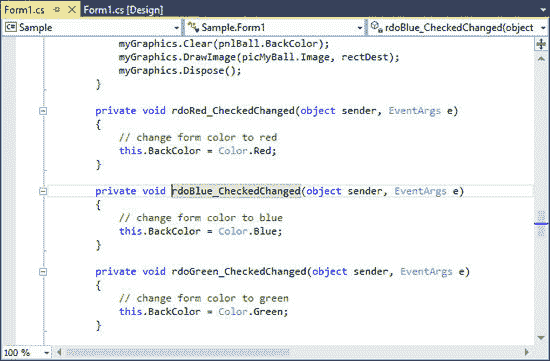 Form1.cs Form1.cs [Design]
Sample Sample.Form1 rdoBlue_CheckedChanged(object
myGraphics.Clear(pnlBall.BackColor);
myGraphics.DrawImage(picMyBall.Image, rectDest);
myGraphics.Dispose();
}
private void rdoRed_CheckedChanged(object sender, EventArgs e)
{
// change form color to red
this.BackColor = Color.Red;
}
private void rdoBlue_CheckedChanged(object sender, EventArgs e)
{
// change form color to blue
this.BackColor = Color.Blue;
}
private void rdoGreen_CheckedChanged(object sender, EventArgs e)
{
// change form color to green
this.BackColor = Color.Green;
}
100 %